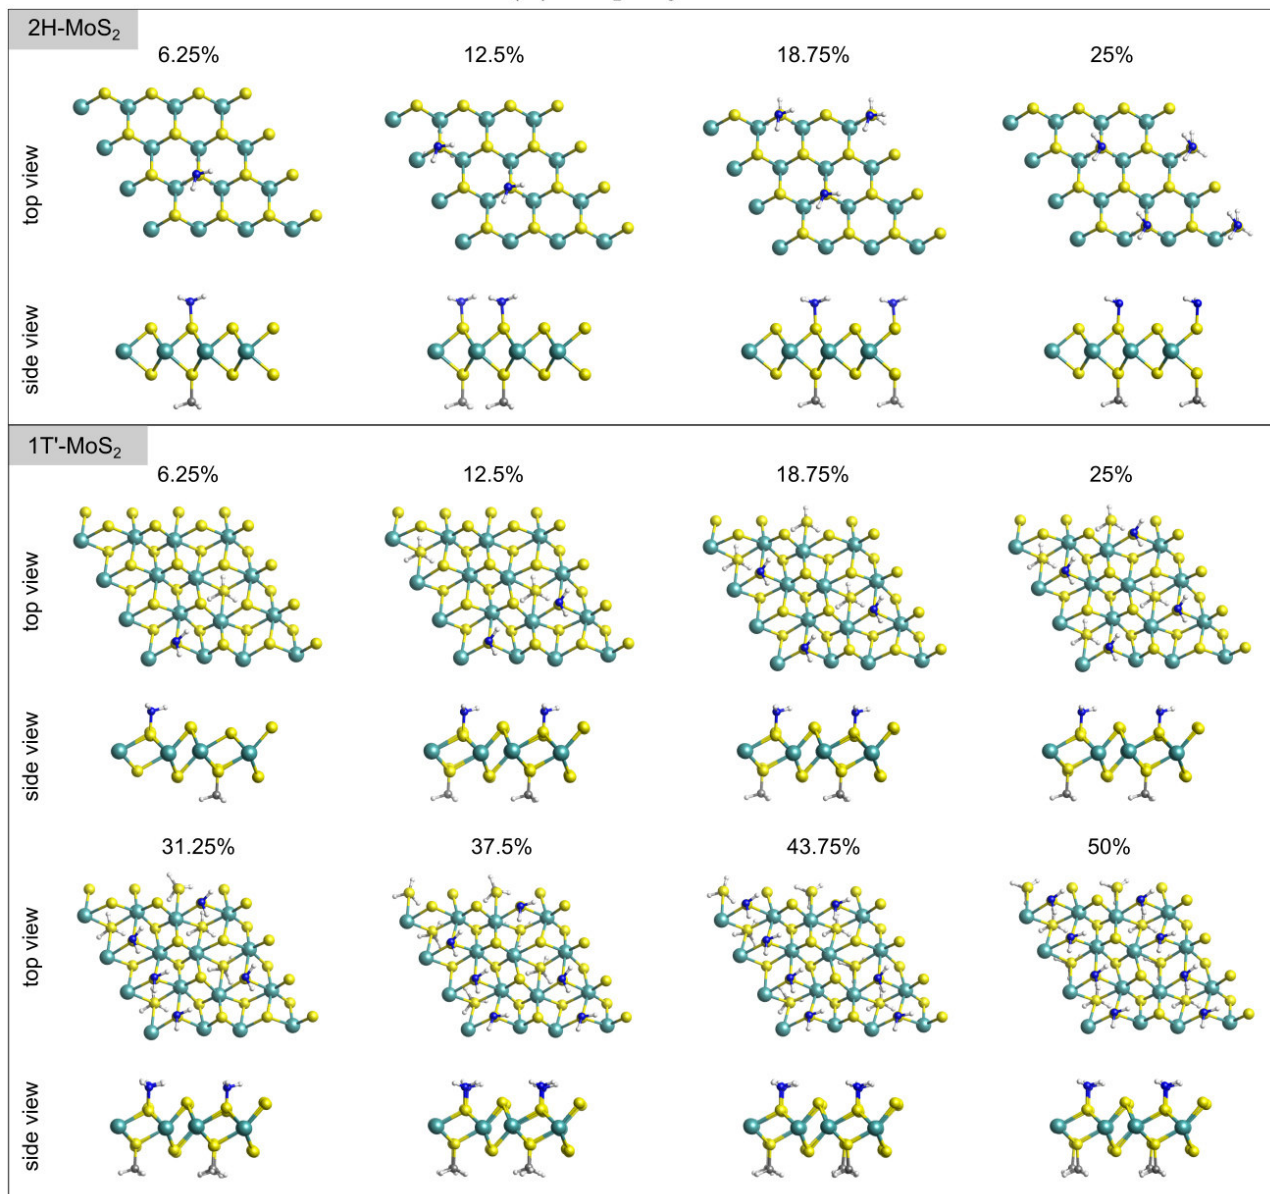 2H-MoS₂
6.25% 12.5% 18.75% 25%
top view
side view
1T'-MoS₂
6.25% 12.5% 18.75% 25%
top view
side view
31.25% 37.5% 43.75% 50%
top view
side view